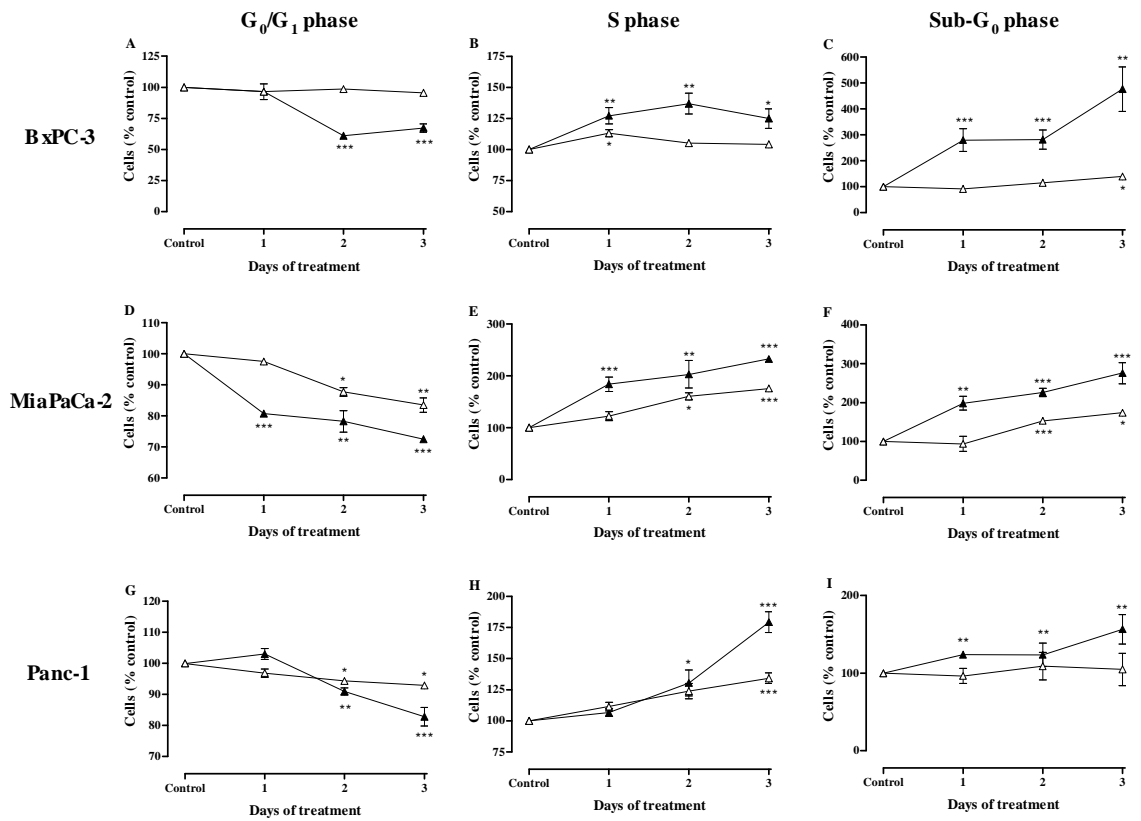 G0/G1 phase
S phase
Sub-G0 phase
BxPC-3
A
Cells (% control)
125
100
75
50
25
0
***
***
Control 1 2 3
Days of treatment
B
Cells (% control)
175
150
125
100
75
50
**
**
*
*
Control 1 2 3
Days of treatment
C
Cells (% control)
600
500
400
300
200
100
0
***
***
**
*
Control 1 2 3
Days of treatment
MiaPaCa-2
D
Cells (% control)
110
100
90
80
70
60
*
**
***
**
***
Control 1 2 3
Days of treatment
E
Cells (% control)
300
200
100
0
***
**
***
*
***
Control 1 2 3
Days of treatment
F
Cells (% control)
400
300
200
100
0
**
***
***
***
*
Control 1 2 3
Days of treatment
Panc-1
G
Cells (% control)
120
110
100
90
80
70
*
*
**
***
Control 1 2 3
Days of treatment
H
Cells (% control)
200
175
150
125
100
75
*
***
***
Control 1 2 3
Days of treatment
I
Cells (% control)
200
100
0
**
**
**
Control 1 2 3
Days of treatment